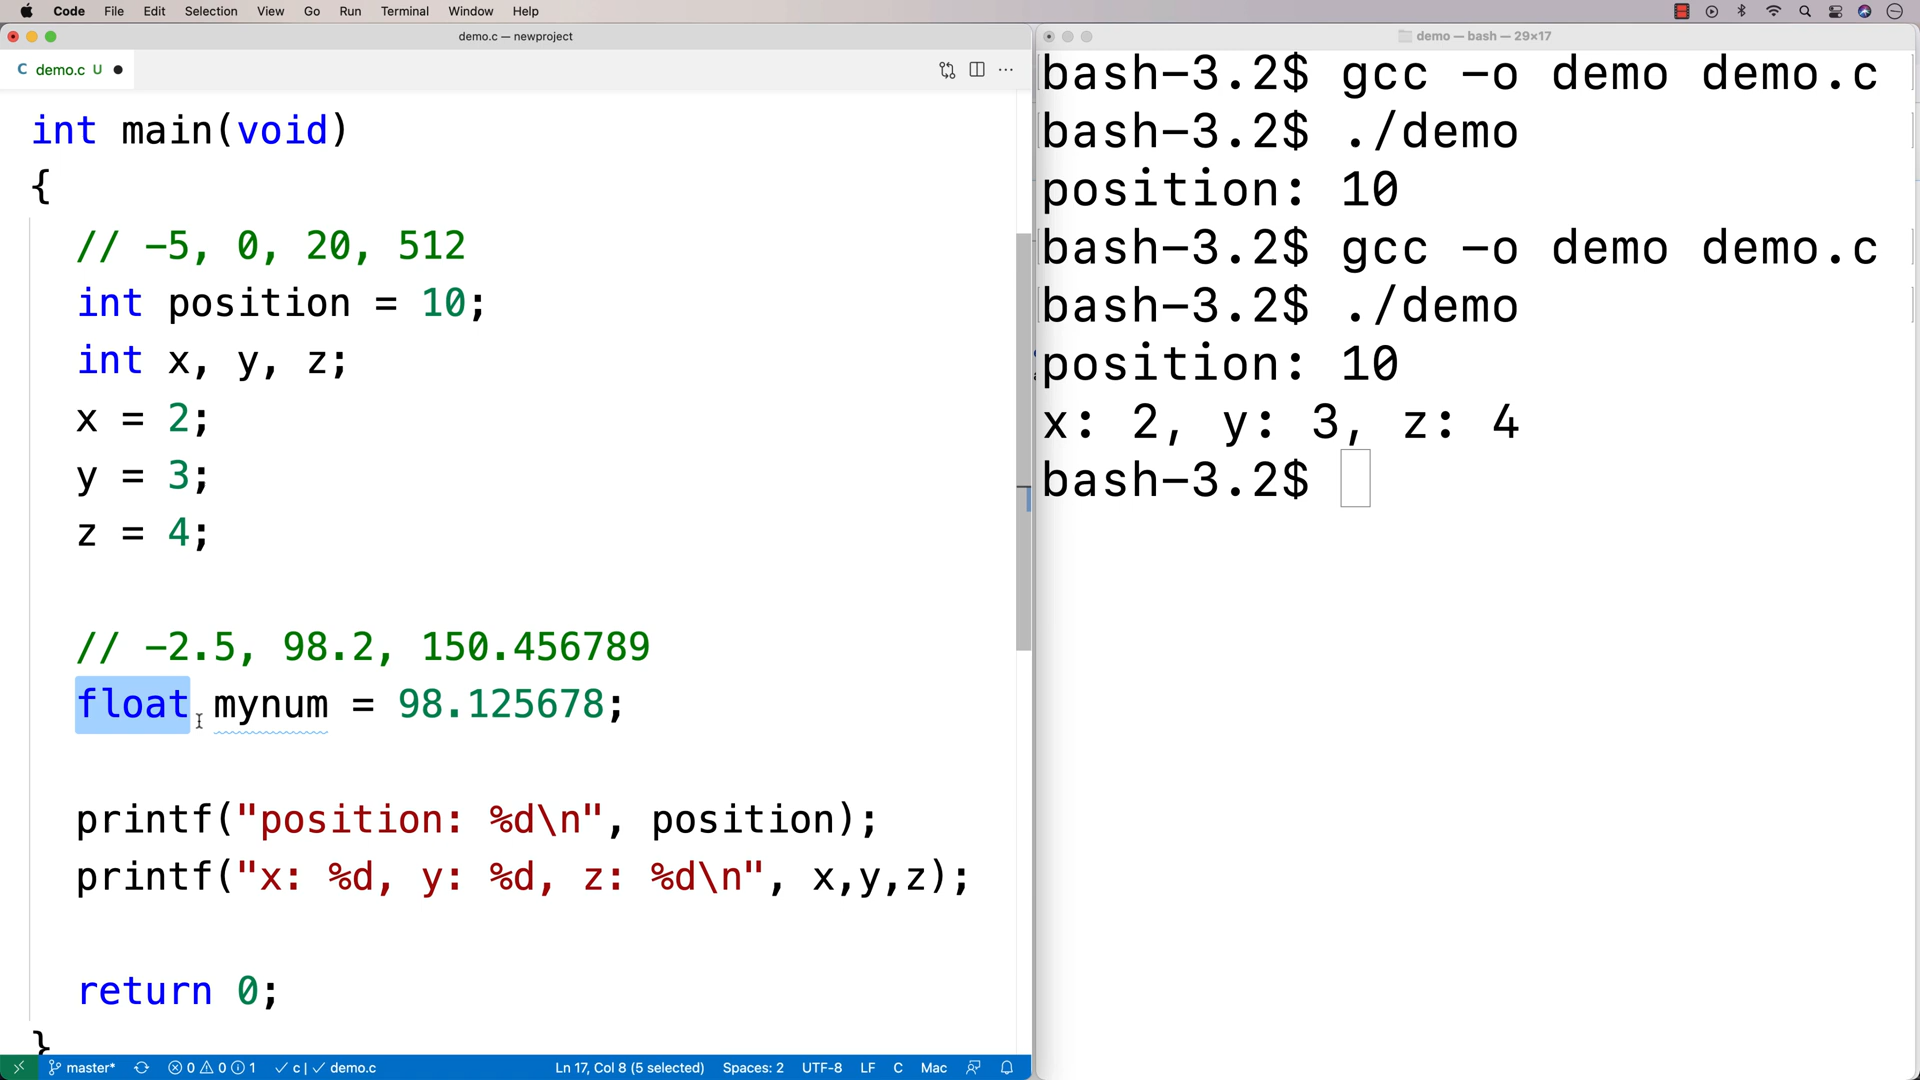 Code File Edit Selection View Go Run Terminal Window Help
demo.c — newproject
C demo.c U
int main(void)
{
// -5, 0, 20, 512
int position = 10;
int x, y, z;
x = 2;
y = 3;
z = 4;
// -2.5, 98.2, 150.456789
float mynum = 98.125678;
printf("position: %d\n", position);
printf("x: %d, y: %d, z: %d\n", x,y,z);
return 0;
}
master* 0 0 1 ✓ c | ✓ demo.c Ln 17, Col 8 (5 selected) Spaces: 2 UTF-8 LF C Mac
demo — bash — 29×17
bash-3.2$ gcc -o demo demo.c
bash-3.2$ ./demo
position: 10
bash-3.2$ gcc -o demo demo.c
bash-3.2$ ./demo
position: 10
x: 2, y: 3, z: 4
bash-3.2$